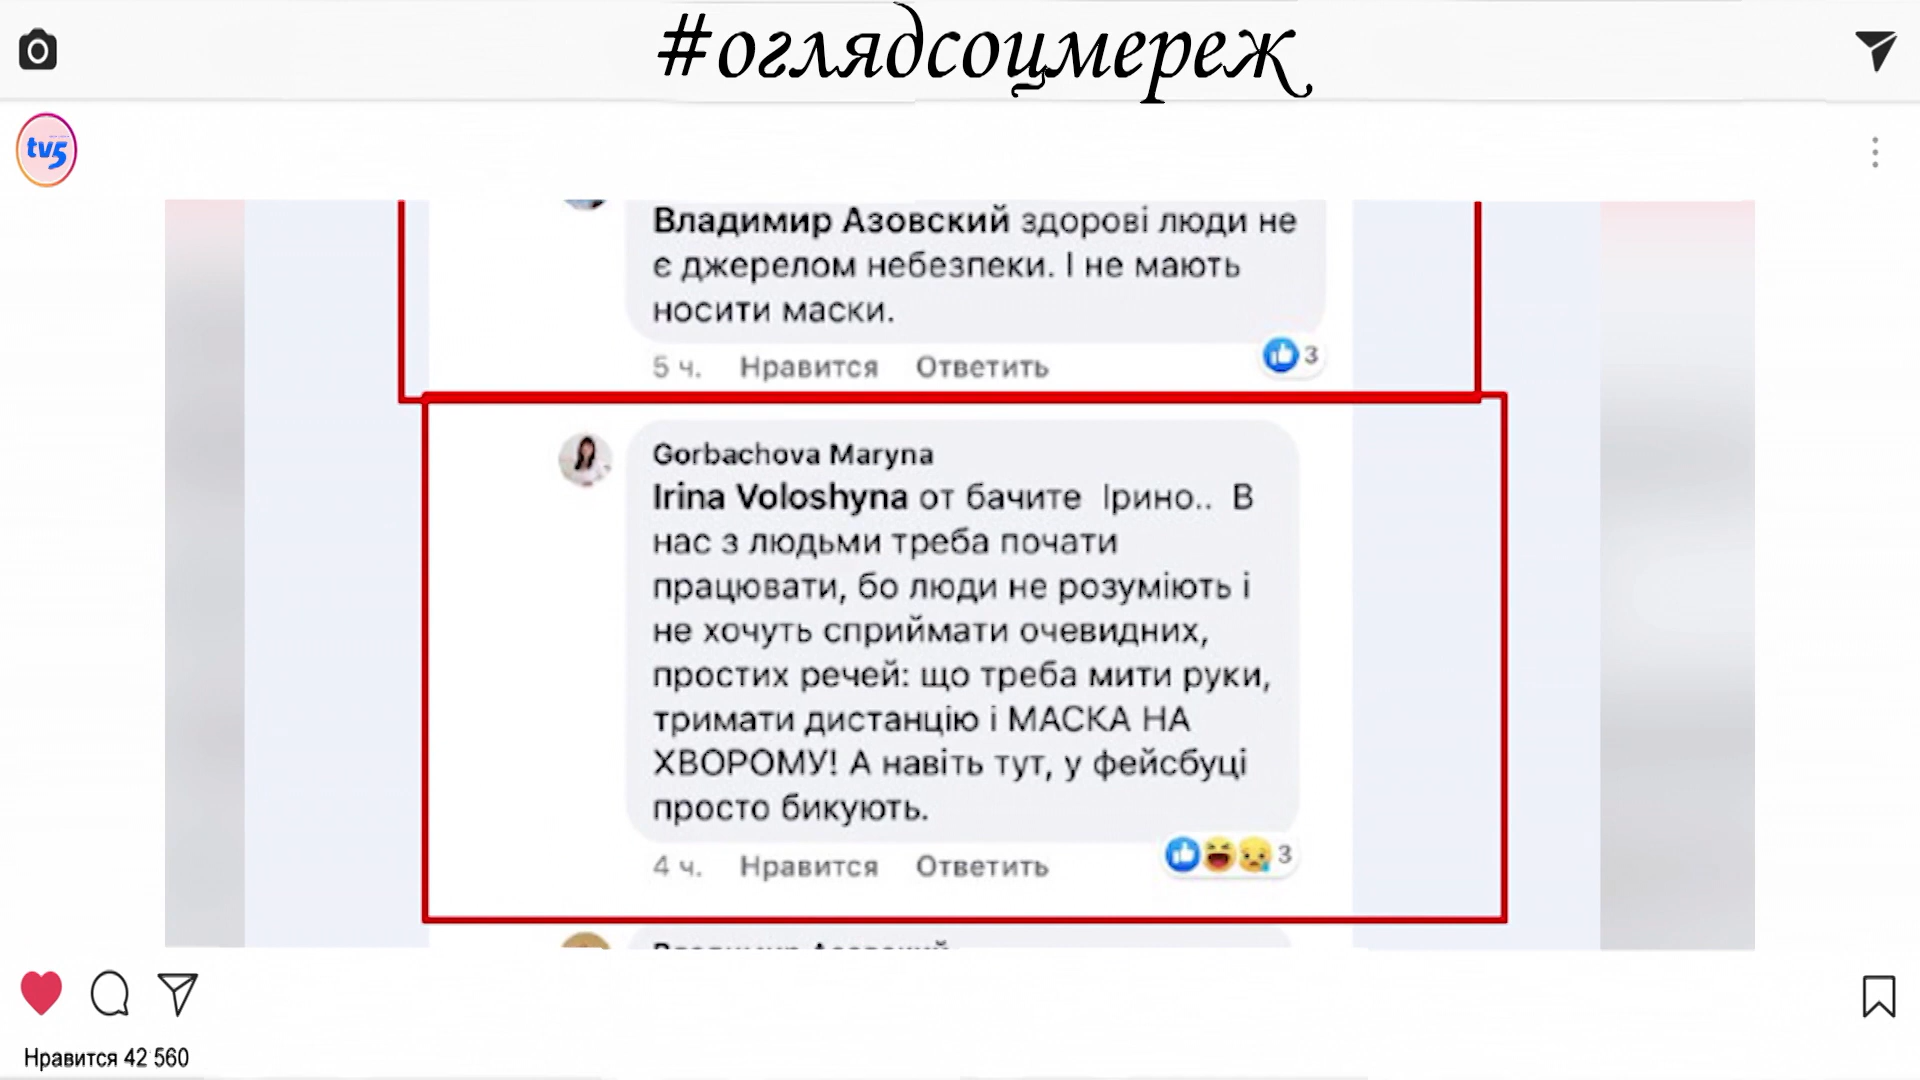 #оглядсоцмереж
tv5
Владимир Азовский здорові люди не
є джерелом небезпеки. І не мають
носити маски.
5 ч. Нравится Ответить 3
Gorbachova Maryna
Irina Voloshyna от бачите Ірино.. В
нас з людьми треба почати
працювати, бо люди не розуміють і
не хочуть сприймати очевидних,
простих речей: що треба мити руки,
тримати дистанцію і МАСКА НА
ХВОРОМУ! А навіть тут, у фейсбуці
просто бикують.
4 ч. Нравится Ответить 3
Владимир Азовский
Нравится 42 560